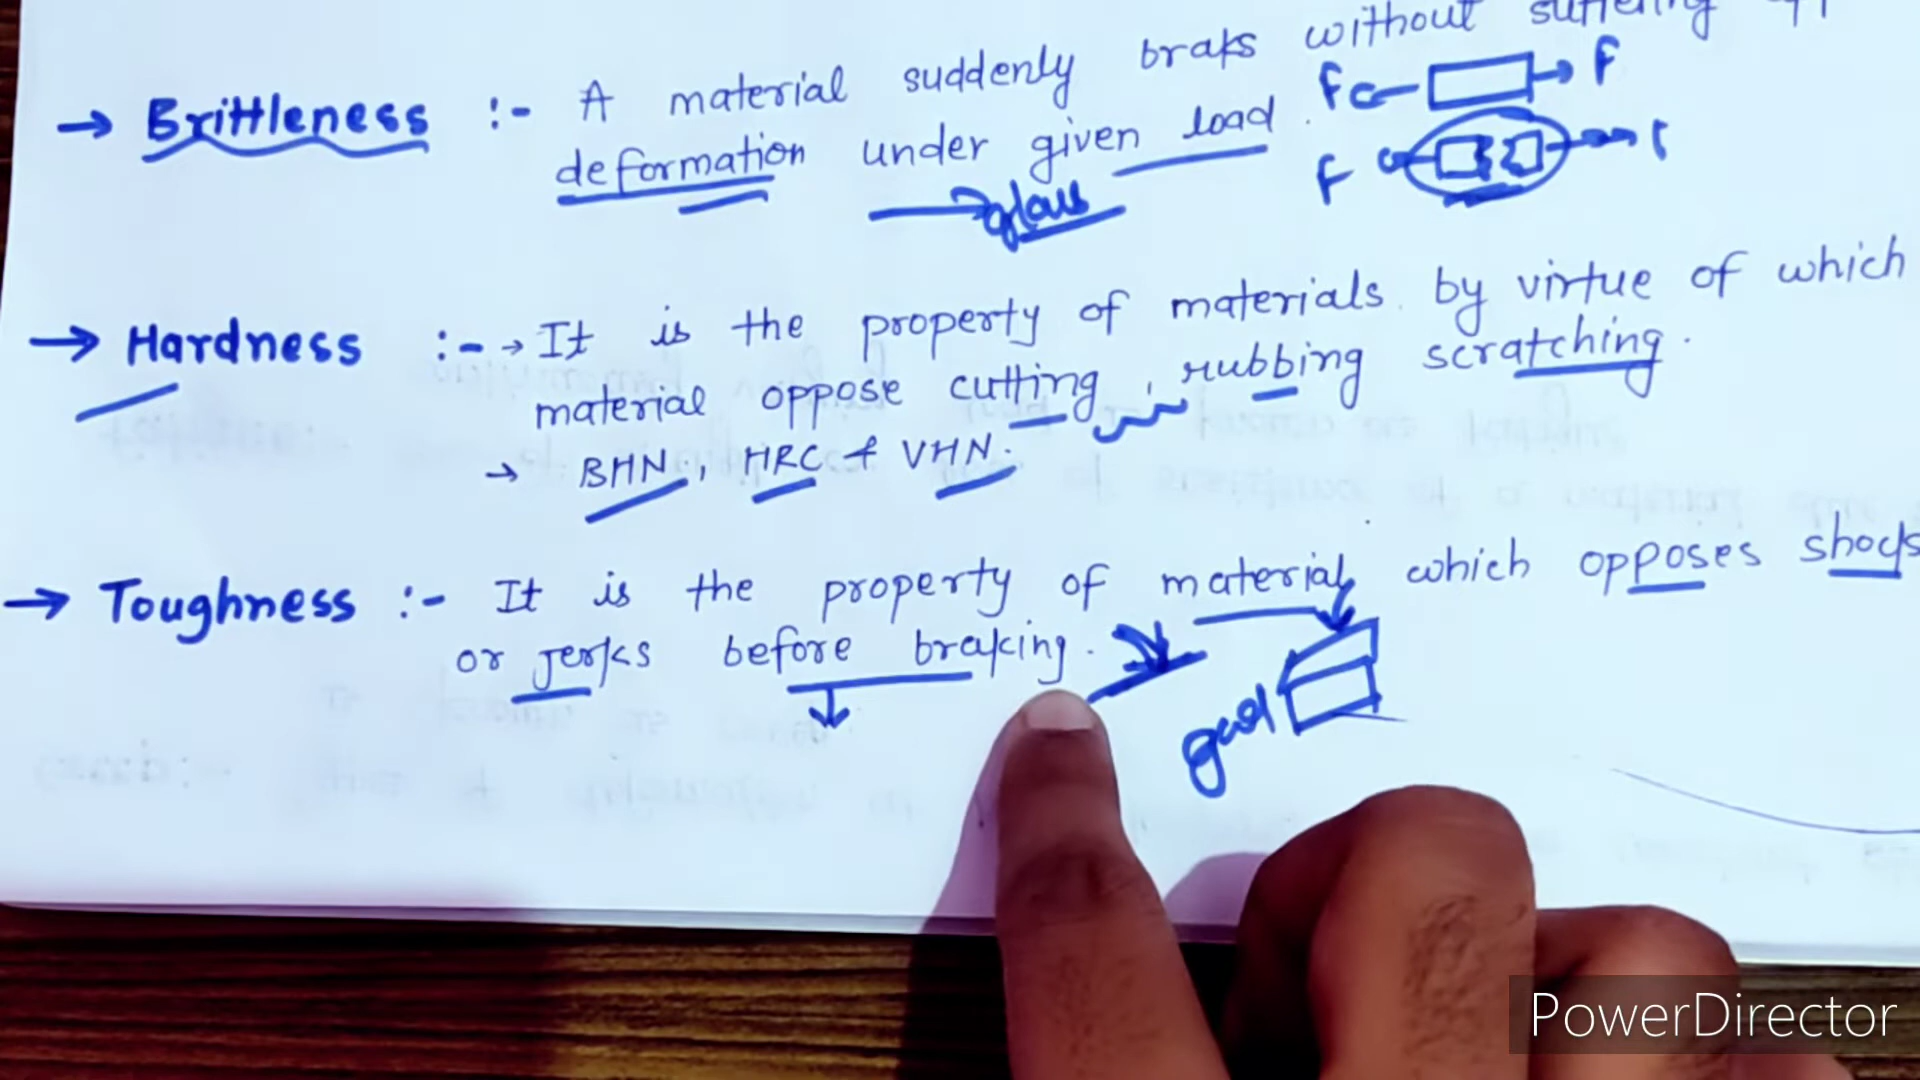 → Brittleness :- A material suddenly braks without suffering
deformation under given load.
F F
F
→ glass
→ Hardness :- → It is the property of materials by virtue of which
material oppose cutting, rubbing scratching.
→ BHN, HRC & VHN.
→ Toughness :- It is the property of material which opposes shocks
or jerks before braking.
PowerDirector